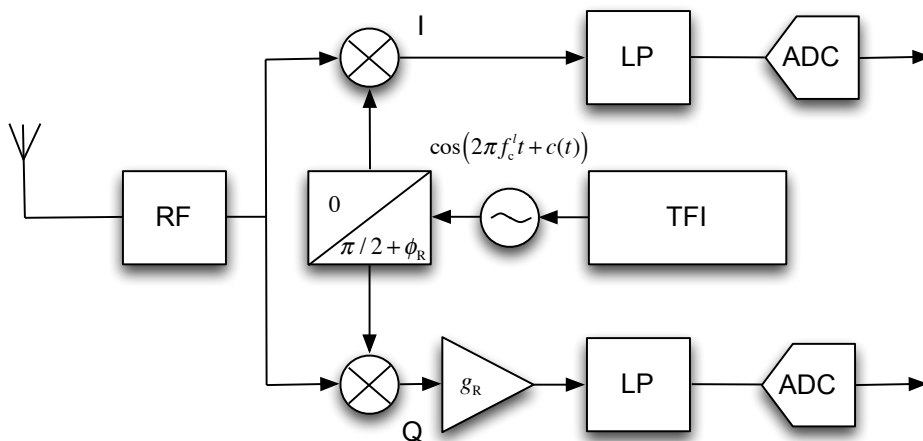 I
LP
ADC
cos(2πf_c^l t + c(t))
RF
0
π/2 + ϕ_R
TFI
g_R
LP
ADC
Q